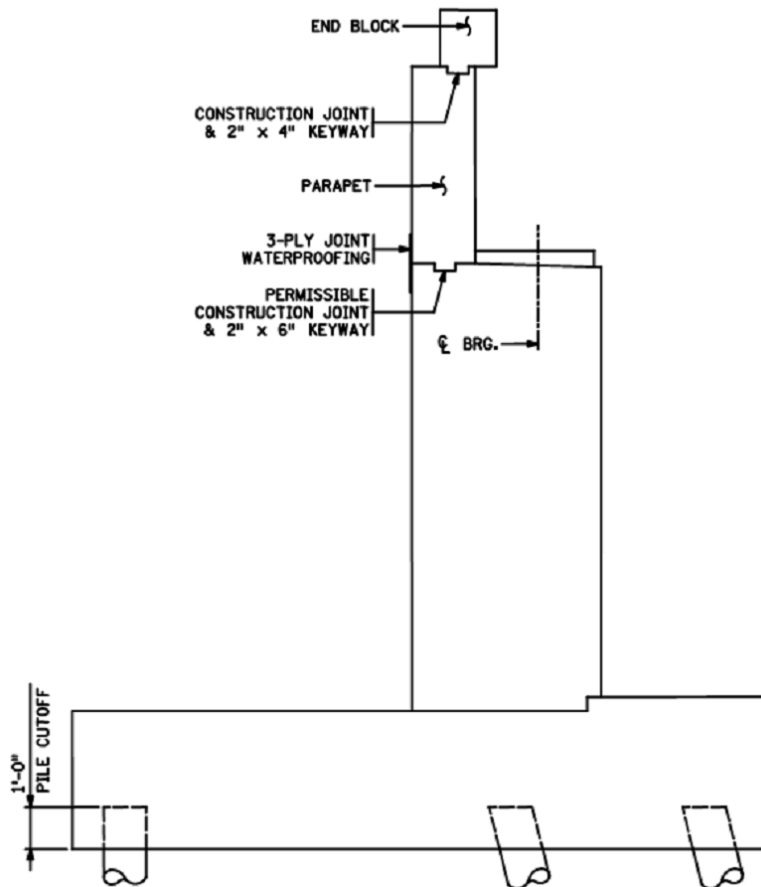 END BLOCK
CONSTRUCTION JOINT
& 2" x 4" KEYWAY
PARAPET
3-PLY JOINT
WATERPROOFING
PERMISSIBLE
CONSTRUCTION JOINT
& 2" x 6" KEYWAY
℄ BRG.
1'-0"
PILE CUTOFF